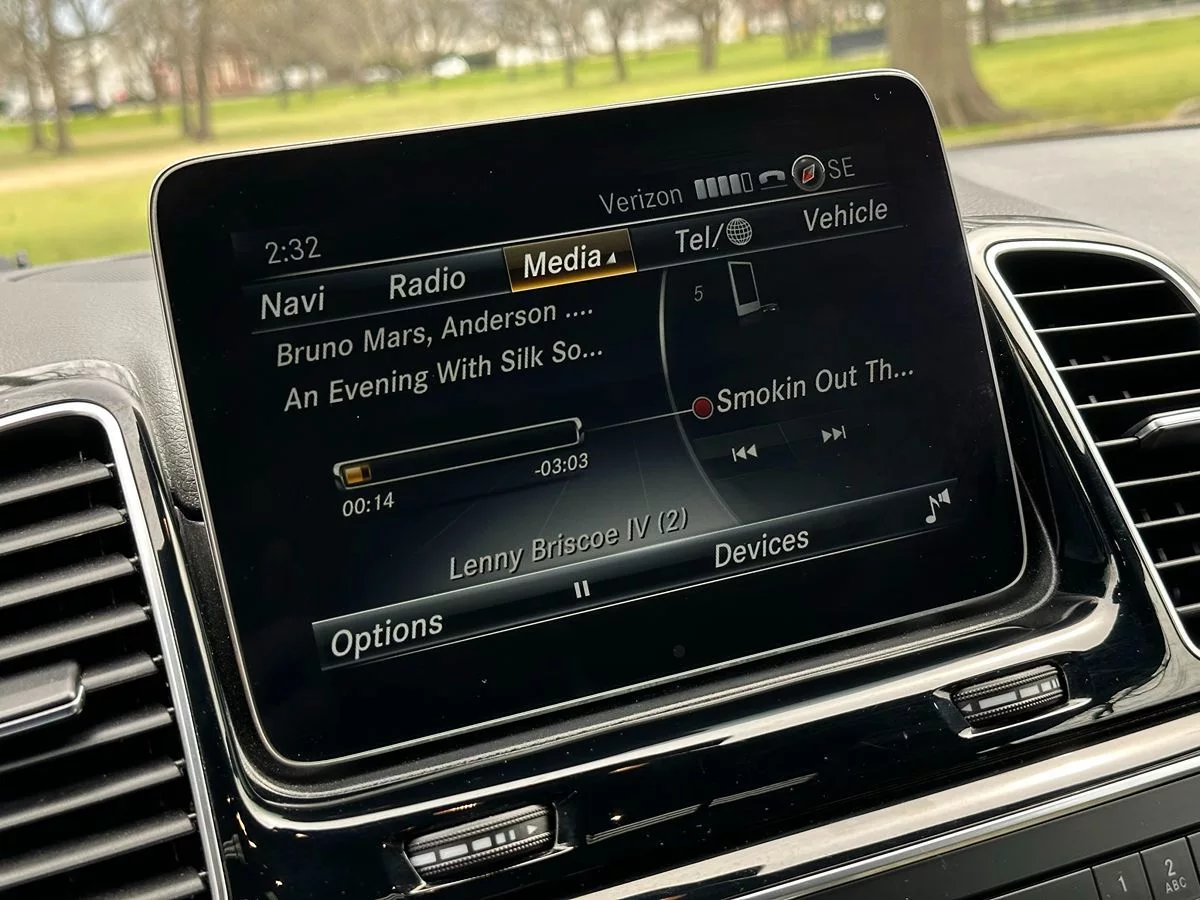 Verizon SE
2:32
Navi Radio Media Tel/ Vehicle
Bruno Mars, Anderson ....
An Evening With Silk So...
5
Smokin Out Th...
00:14 -03:03
Lenny Briscoe IV (2)
Options Devices
1 2
ABC